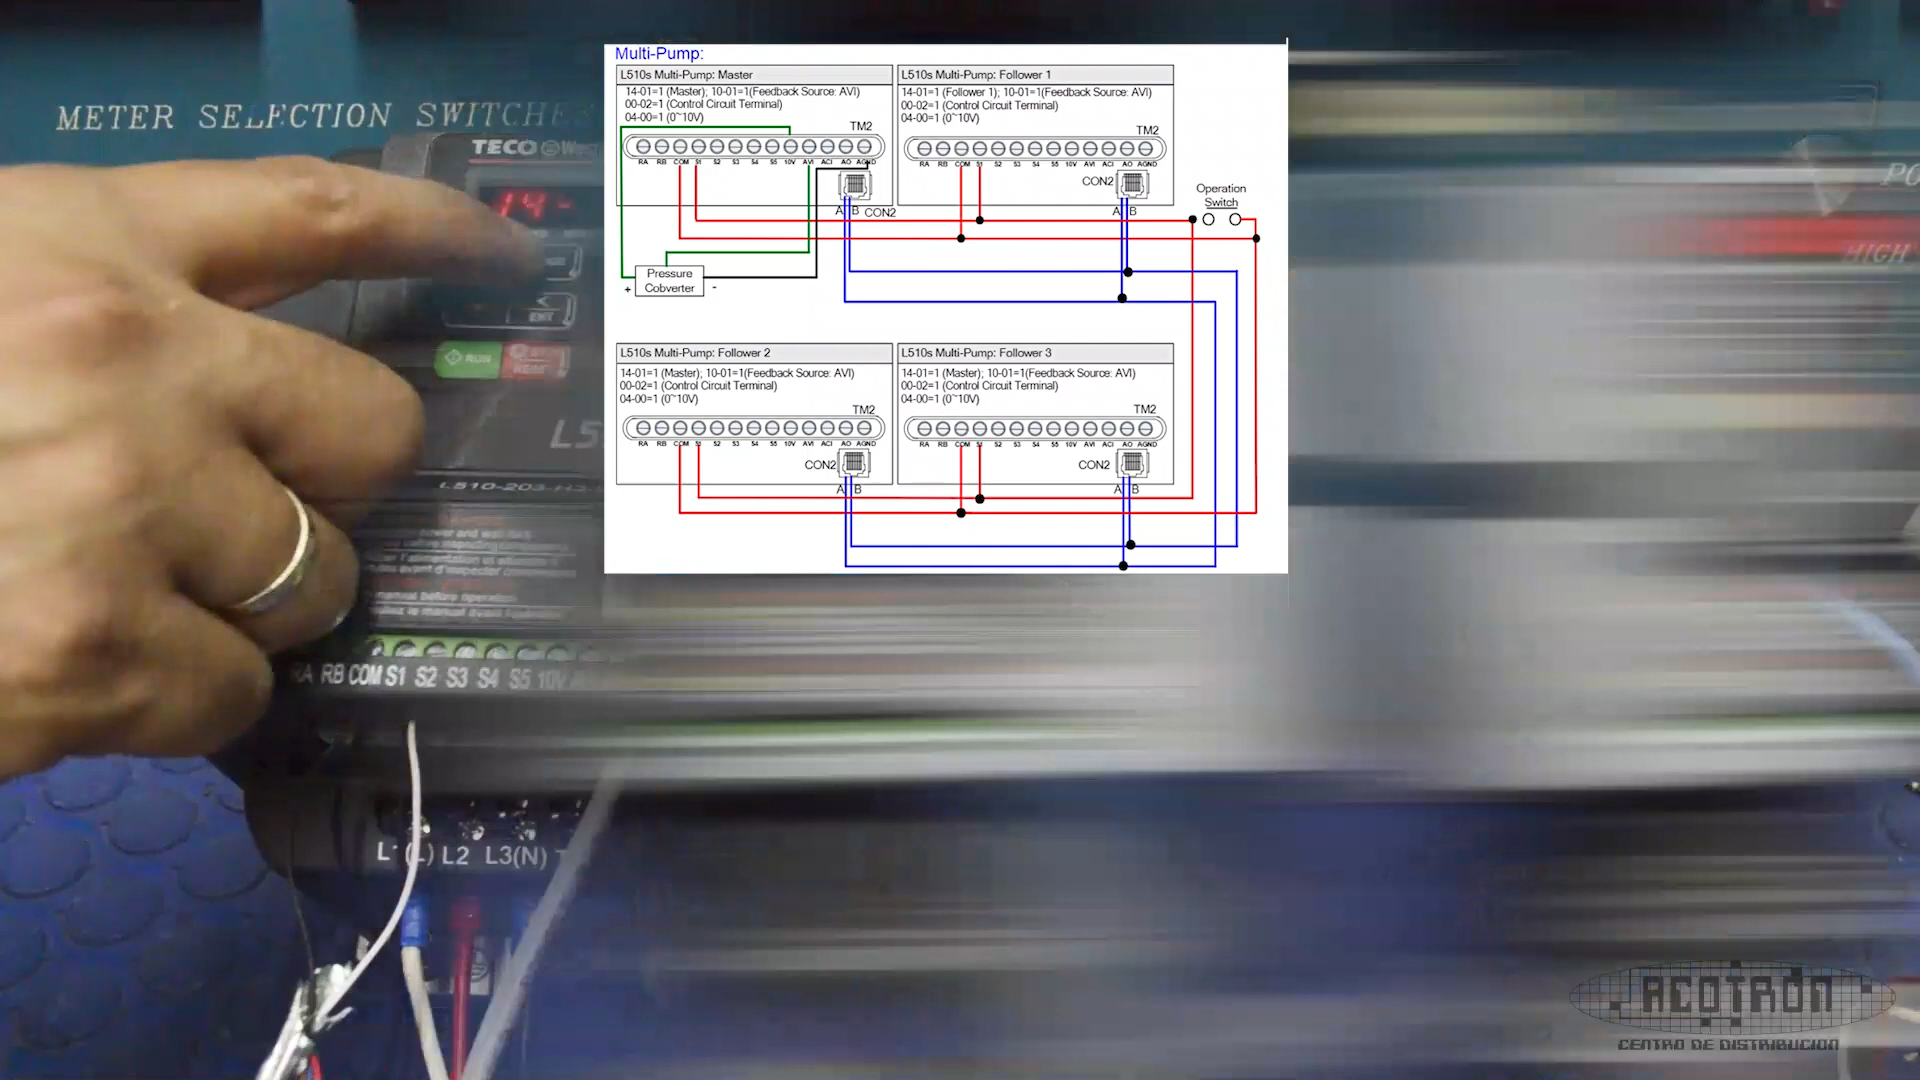 METER SELECTION SWITCHES
TECO
14-
RUN
L510-203-H3
RA RB COM S1 S2 S3 S4 S5 10V
L1(L) L2 L3(N)
HIGH
Multi-Pump:
L510s Multi-Pump: Master
14-01=1 (Master); 10-01=1(Feedback Source: AVI)
00-02=1 (Control Circuit Terminal)
04-00=1 (0~10V)
TM2
RA RB COM S1 S2 S3 S4 S5 10V AVI ACI AO AGND
A B CON2
Pressure
Cobverter
+ -
L510s Multi-Pump: Follower 1
14-01=1 (Follower 1); 10-01=1(Feedback Source: AVI)
00-02=1 (Control Circuit Terminal)
04-00=1 (0~10V)
TM2
RA RB COM S1 S2 S3 S4 S5 10V AVI ACI AO AGND
CON2
A B
Operation
Switch
L510s Multi-Pump: Follower 2
14-01=1 (Master); 10-01=1(Feedback Source: AVI)
00-02=1 (Control Circuit Terminal)
04-00=1 (0~10V)
TM2
RA RB COM S1 S2 S3 S4 S5 10V AVI ACI AO AGND
CON2
A B
L510s Multi-Pump: Follower 3
14-01=1 (Master); 10-01=1(Feedback Source: AVI)
00-02=1 (Control Circuit Terminal)
04-00=1 (0~10V)
TM2
RA RB COM S1 S2 S3 S4 S5 10V AVI ACI AO AGND
CON2
A B
ACOTRON
CENTRO DE DISTRIBUCION